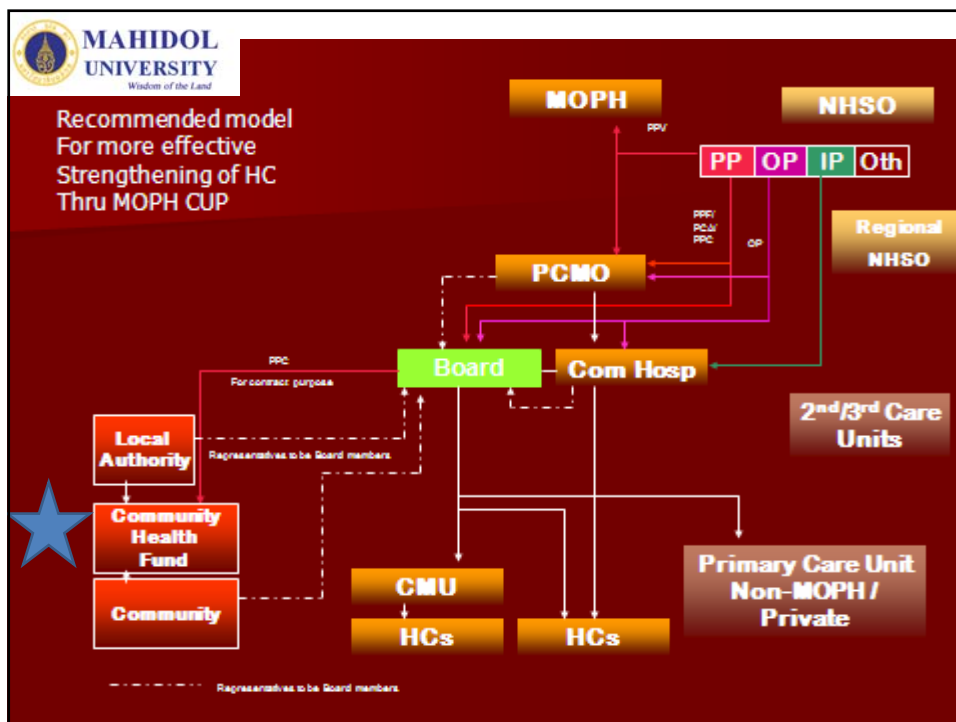 MAHIDOL
UNIVERSITY
Wisdom of the Land
Recommended model
For more effective
Strengthening of HC
Thru MOPH CUP
MOPH
NHSO
PPV
PP OP IP Oth
PPF/
PCA/
PPC
OP
Regional
NHSO
PCMO
PPC
For contract purpose
Board
Com Hosp
2nd/3rd Care
Units
Local
Authority
Representatives to be Board members
Community
Health
Fund
Community
CMU
HCs
HCs
Primary Care Unit
Non-MOPH /
Private
Representatives to be Board members